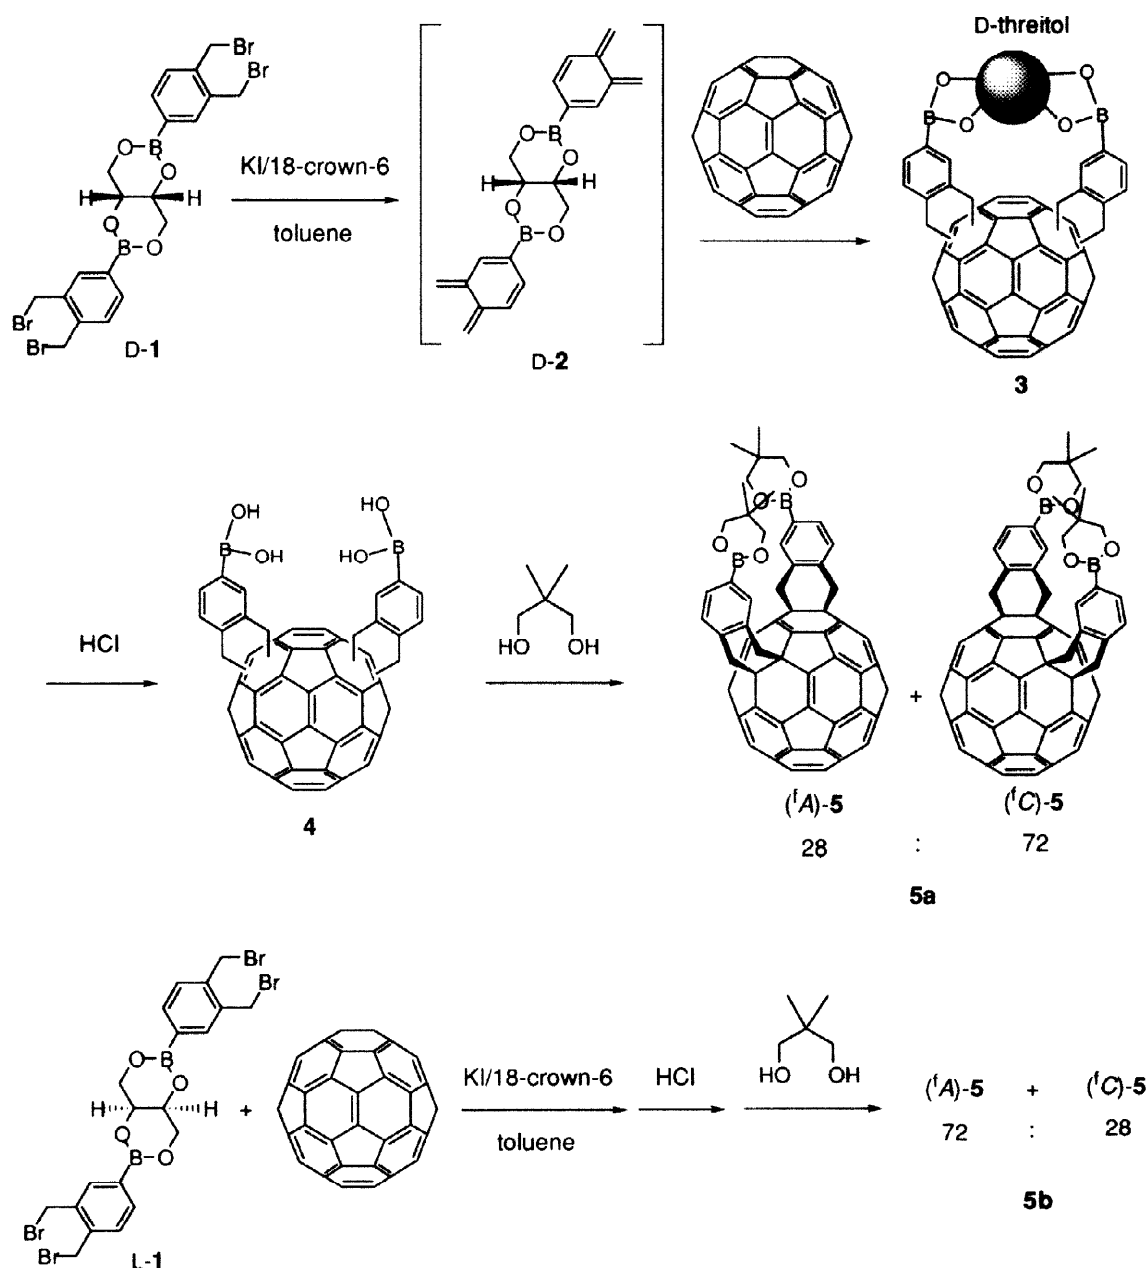 D-threitol
Br
Br
O-B
O
H H
O
B-O
Br
Br
D-1
KI/18-crown-6
toluene
O-B
O
H H
O
B-O
D-2
O O
B-O O-B
3
HCl
HO
OH
B
OH
HO
B
OH
4
HO OH
O
O-B
O O
B
(fA)-5
28
+
:
O
B-O
O O
B
(fC)-5
72
5a
Br
Br
O-B
O
H H
O
B-O
Br
Br
L-1
+
KI/18-crown-6
toluene
HCl
HO OH
(fA)-5 + (fC)-5
72 : 28
5b